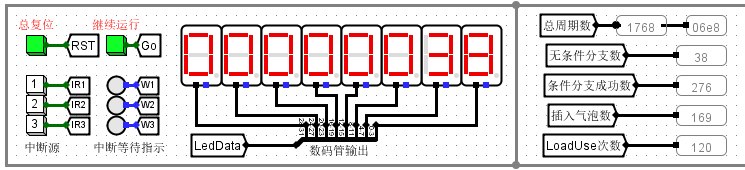 总复位
继续运行
RST
Go
000000
1
IR1
W1
2
IR2
W2
3
IR3
W3
中断源
中断等待指示
LedData
数码管输出
总周期数
1768
06e8
无条件分支数
38
条件分支成功数
276
插入气泡数
169
LoadUse次数
120